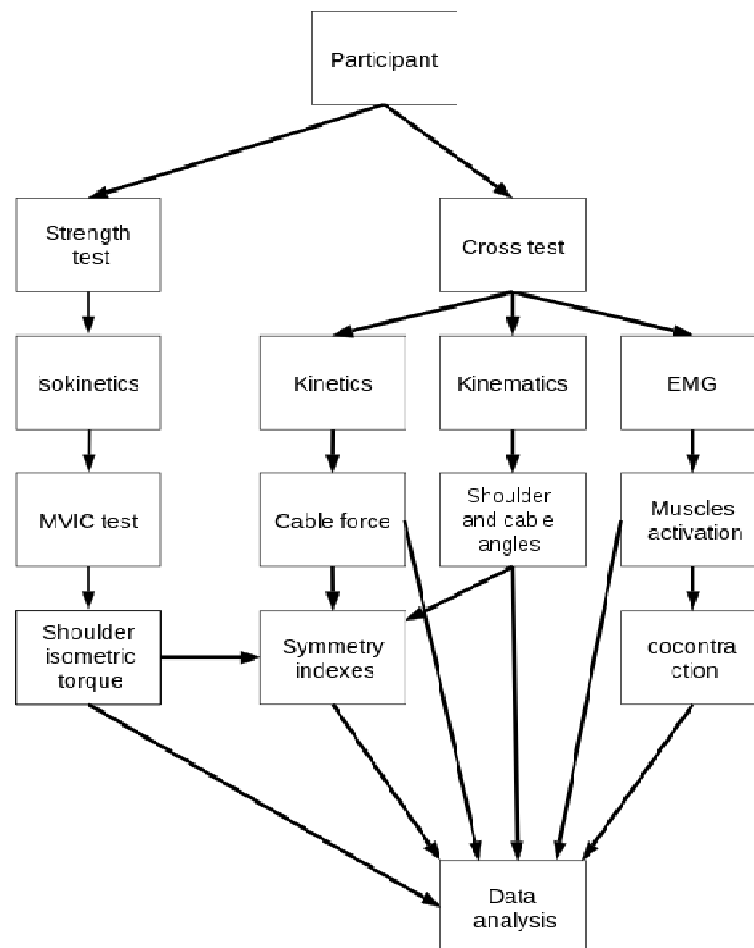 Participant
Strength
test
Cross test
isokinetics
Kinetics
Kinematics
EMG
MVIC test
Cable force
Shoulder
and cable
angles
Muscles
activation
Shoulder
isometric
torque
Symmetry
indexes
cocontra
ction
Data
analysis